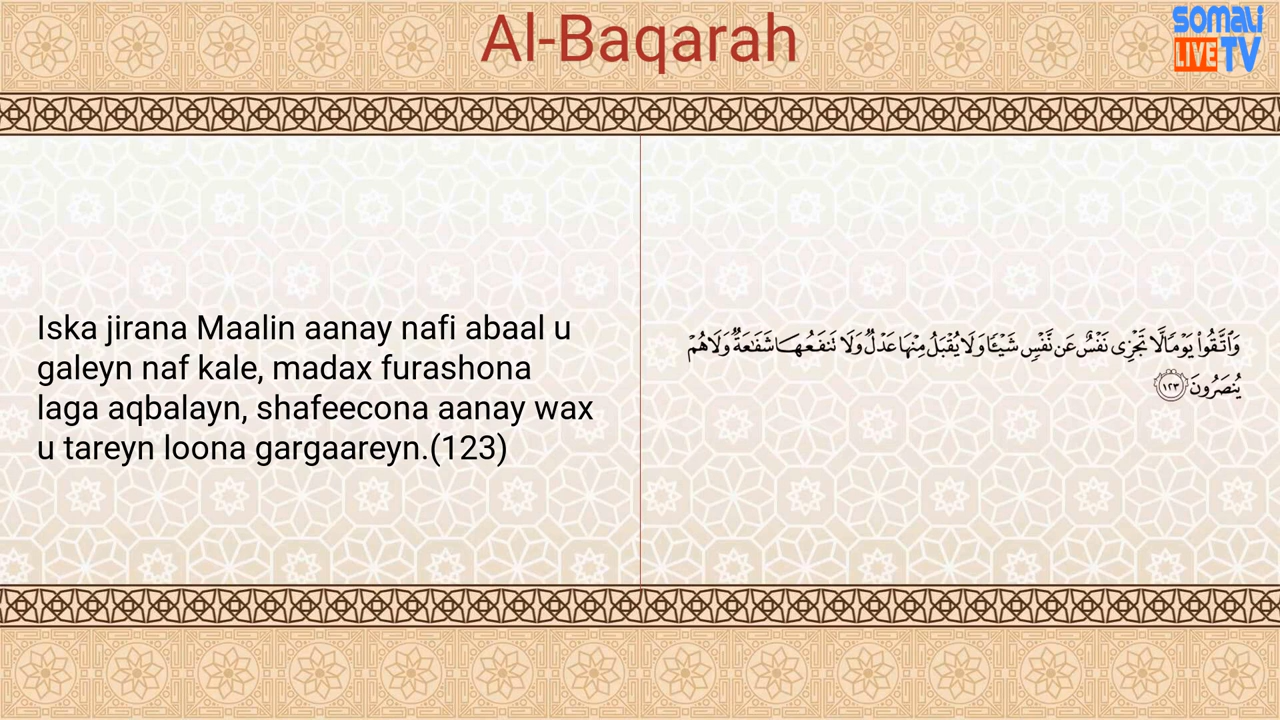 Al-Baqarah
SOMALI
LIVE TV
Iska jirana Maalin aanay nafi abaal u
galeyn naf kale, madax furashona
laga aqbalayn, shafeecona aanay wax
u tareyn loona gargaareyn.(123)
وَٱتَّقُوا۟ يَوْمًا لَّا تَجْزِى نَفْسٌ عَن نَّفْسٍ شَيْـًٔا وَلَا يُقْبَلُ مِنْهَا عَدْلٌ وَلَا تَنفَعُهَا شَفَـٰعَةٌ وَلَا هُمْ
يُنصَرُونَ ١٢٣